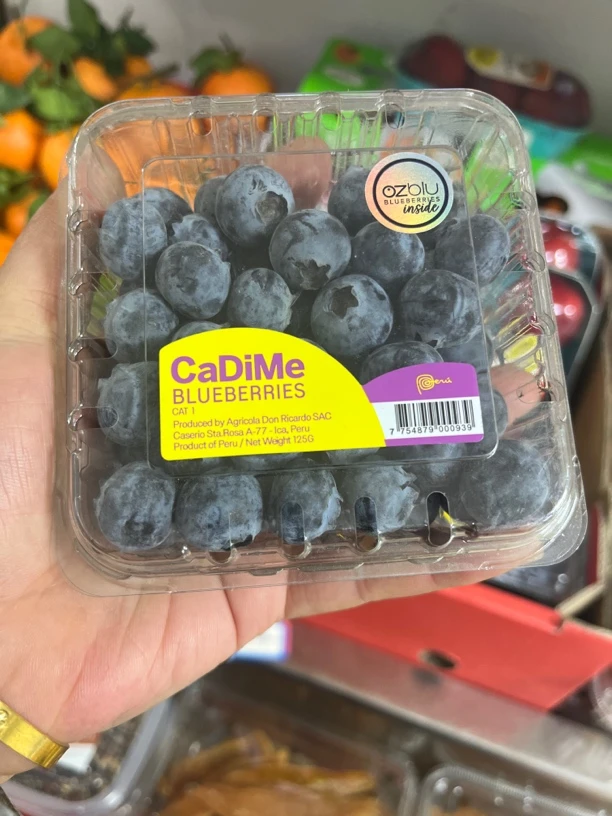 ozblu
BLUEBERRIES
inside
CaDiMe
BLUEBERRIES
CAT 1
Produced by Agrícola Don Ricardo SAC
Caserio Sta.Rosa A-77 - Ica, Peru
Product of Peru / Net Weight 125G
Perú
7 754879 000939